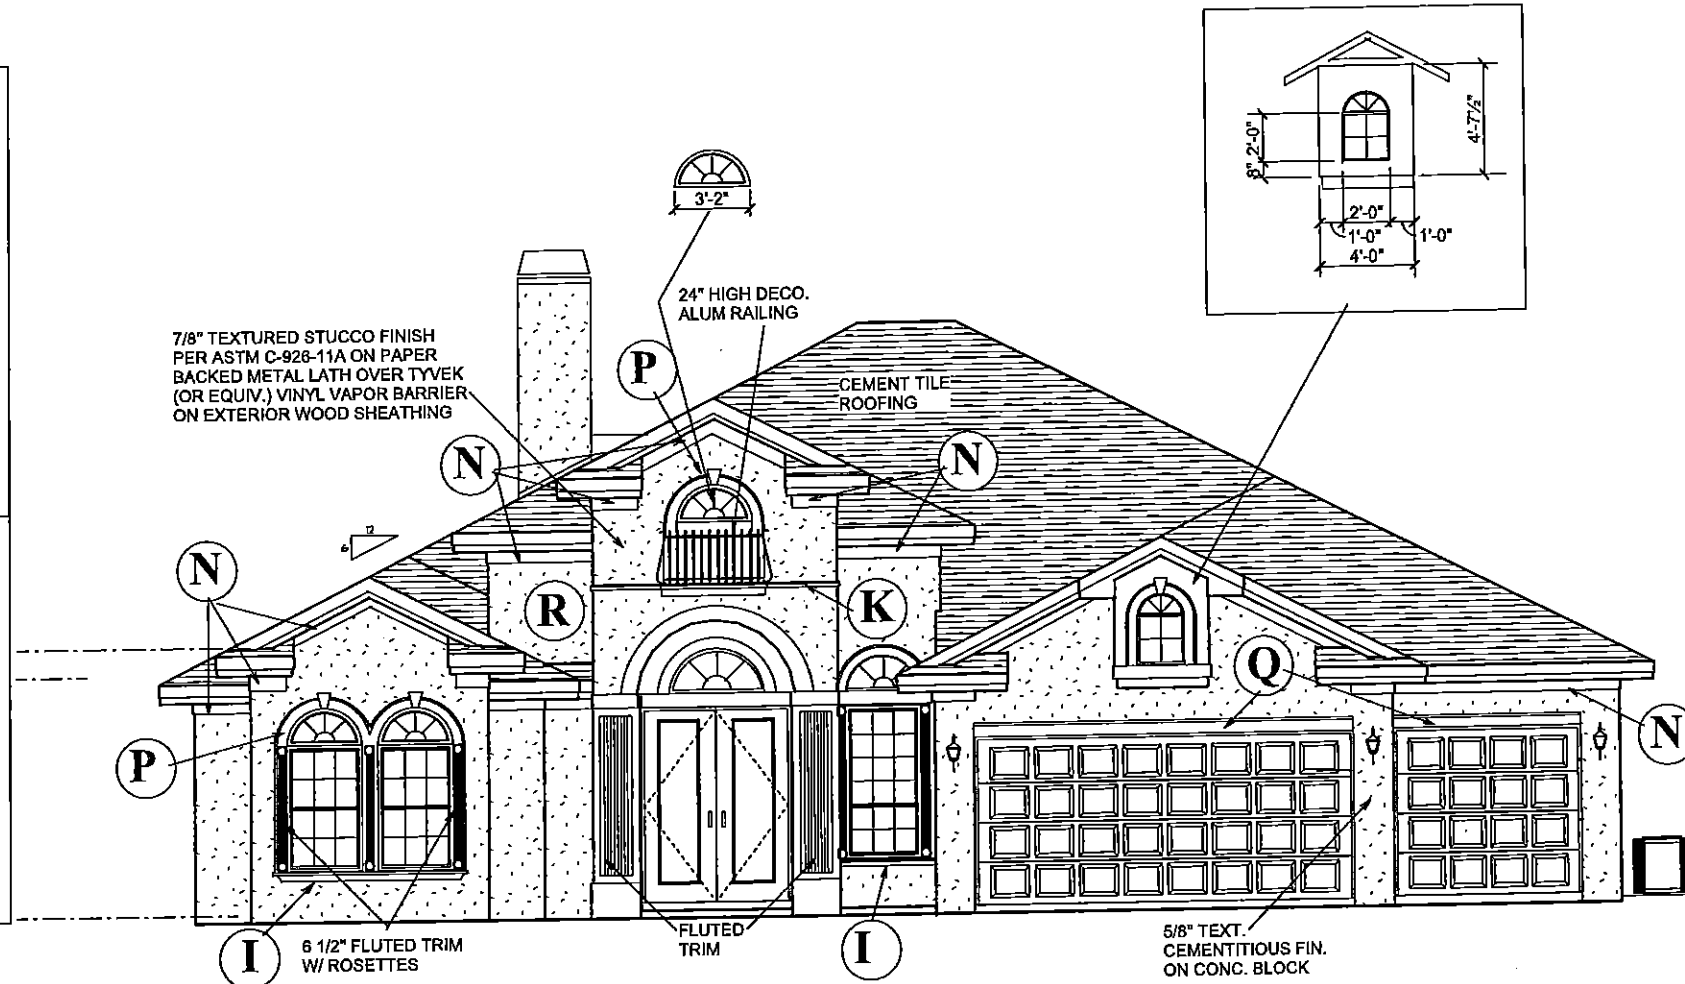 4'-7½"
2'-0"
8"
2'-0"
1'-0"
1'-0"
4'-0"
3'-2"
24" HIGH DECO.
ALUM RAILING
7/8" TEXTURED STUCCO FINISH
PER ASTM C-926-11A ON PAPER
BACKED METAL LATH OVER TYVEK
(OR EQUIV.) VINYL VAPOR BARRIER
ON EXTERIOR WOOD SHEATHING
P
CEMENT TILE
ROOFING
N
N
12
6
N
R
K
Q
N
P
I
6 1/2" FLUTED TRIM
W/ ROSETTES
FLUTED
TRIM
I
5/8" TEXT.
CEMENTITIOUS FIN.
ON CONC. BLOCK